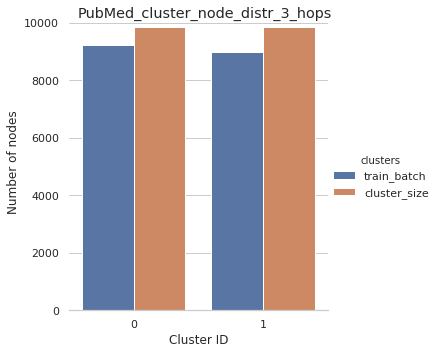 PubMed_cluster_node_distr_3_hops
10000
8000
6000
4000
2000
0
Number of nodes
0 1
Cluster ID
clusters
train_batch
cluster_size